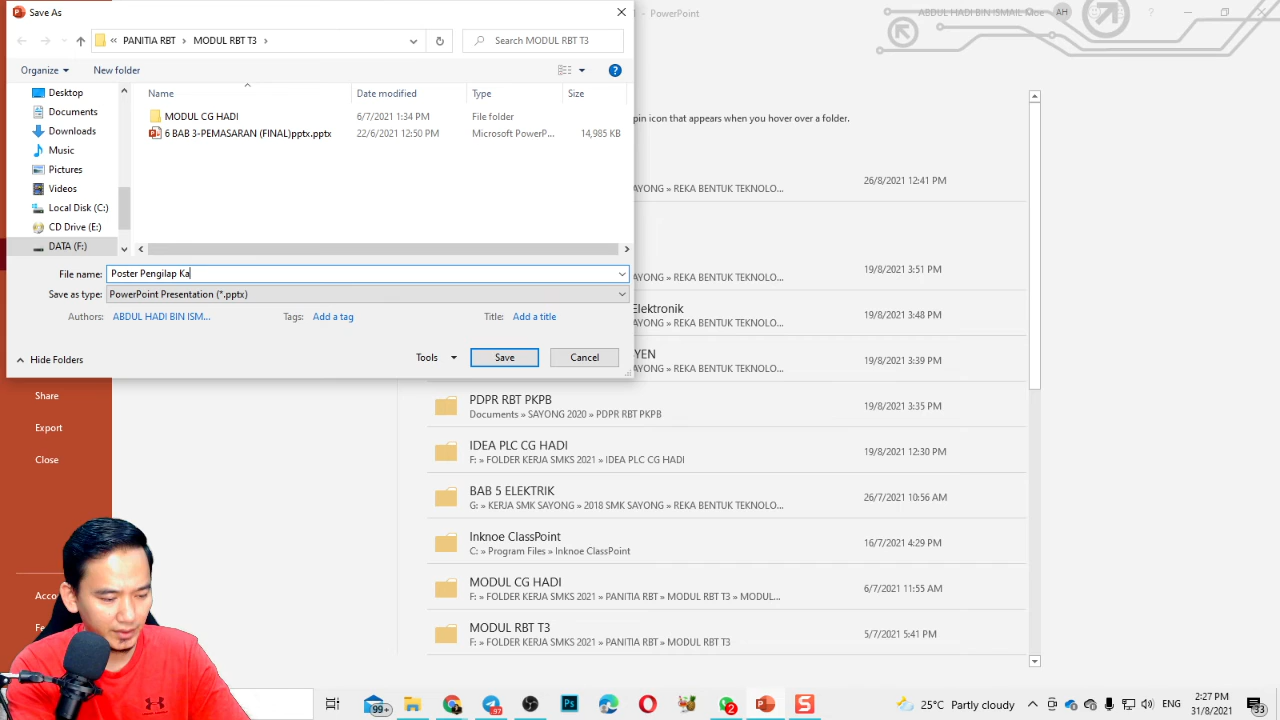 Save As
- PowerPoint
ABDUL HADI BIN ISMAIL Moe
AH
« PANITIA RBT › MODUL RBT T3 ›
Search MODUL RBT T3
Organize
New folder
Desktop
Documents
Downloads
Music
Pictures
Videos
Local Disk (C:)
CD Drive (E:)
DATA (F:)
Name Date modified Type Size
MODUL CG HADI 6/7/2021 1:34 PM File folder
6 BAB 3-PEMASARAN (FINAL)pptx.pptx 22/6/2021 12:50 PM Microsoft PowerP... 14,985 KB
File name: Poster Pengilap Ka
Save as type: PowerPoint Presentation (*.pptx)
Authors: ABDUL HADI BIN ISM... Tags: Add a tag Title: Add a title
Hide Folders
Tools
Save
Cancel
pin icon that appears when you hover over a folder.
26/8/2021 12:41 PM
AYONG » REKA BENTUK TEKNOLO...
19/8/2021 3:51 PM
AYONG » REKA BENTUK TEKNOLO...
Elektronik
19/8/2021 3:48 PM
AYONG » REKA BENTUK TEKNOLO...
YEN
19/8/2021 3:39 PM
AYONG » REKA BENTUK TEKNOLO...
Share
Export
Close
Acco
Fe
PDPR RBT PKPB
19/8/2021 3:35 PM
Documents » SAYONG 2020 » PDPR RBT PKPB
IDEA PLC CG HADI
19/8/2021 12:30 PM
F: » FOLDER KERJA SMKS 2021 » IDEA PLC CG HADI
BAB 5 ELEKTRIK
26/7/2021 10:56 AM
G: » KERJA SMK SAYONG » 2018 SMK SAYONG » REKA BENTUK TEKNOLO...
Inknoe ClassPoint
16/7/2021 4:29 PM
C: » Program Files » Inknoe ClassPoint
MODUL CG HADI
6/7/2021 11:55 AM
F: » FOLDER KERJA SMKS 2021 » PANITIA RBT » MODUL RBT T3 » MODUL...
MODUL RBT T3
5/7/2021 5:41 PM
F: » FOLDER KERJA SMKS 2021 » PANITIA RBT » MODUL RBT T3
99+
97
2
25°C Partly cloudy
ENG
2:27 PM
31/8/2021
33